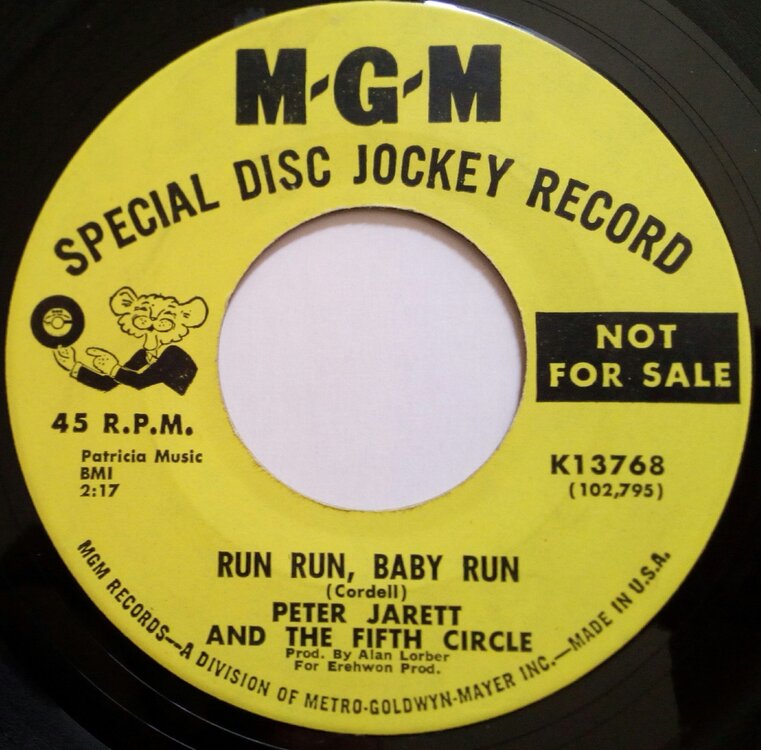 M-G-M
SPECIAL DISC JOCKEY RECORD
NOT
FOR SALE
45 R.P.M.
Patricia Music
BMI
2:17
K13768
(102,795)
RUN RUN, BABY RUN
(Cordell)
PETER JARETT
AND THE FIFTH CIRCLE
Prod. By Alan Lorber
For Erehwon Prod.
MGM RECORDS—A DIVISION OF METRO-GOLDWYN-MAYER INC.—MADE IN U.S.A.